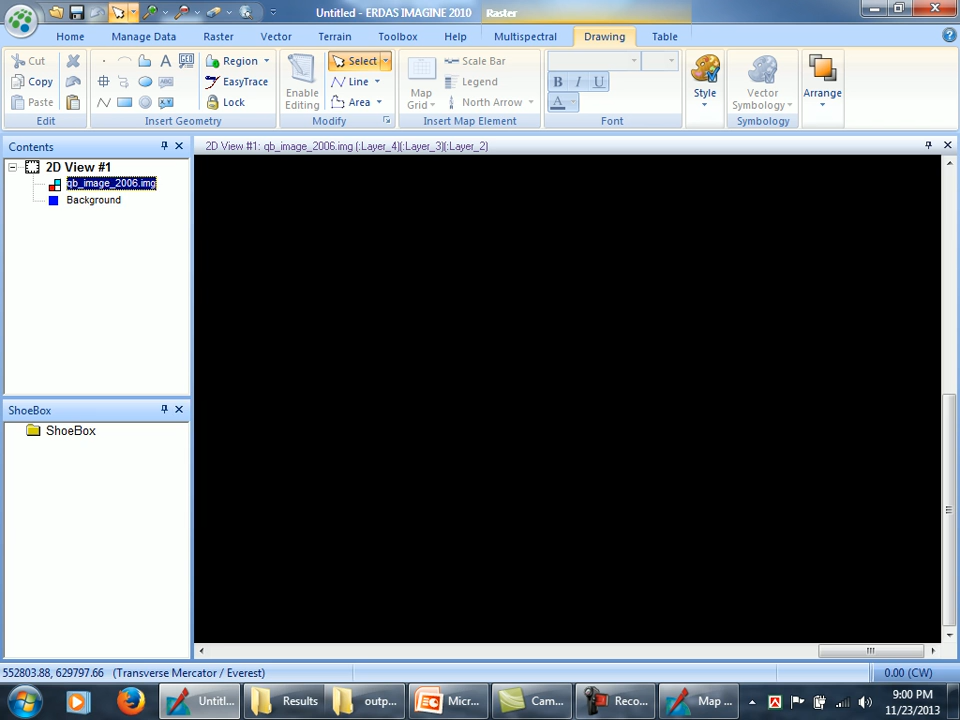 Untitled - ERDAS IMAGINE 2010
Raster
Home
Manage Data
Raster
Vector
Terrain
Toolbox
Help
Multispectral
Drawing
Table
Cut
Copy
Paste
Edit
A
GEO
ABC
Region
EasyTrace
Lock
Insert Geometry
Enable Editing
Select
Line
Area
Modify
Map Grid
Scale Bar
Legend
North Arrow
Insert Map Element
B I U
A
Font
Style
Vector Symbology
Symbology
Arrange
Contents
2D View #1
qb_image_2006.img
Background
2D View #1: qb_image_2006.img (:Layer_4)(:Layer_3)(:Layer_2)
ShoeBox
ShoeBox
552803.88, 629797.66 (Transverse Mercator / Everest)
0.00 (CW)
Untitl...
Results
outp...
Micr...
Cam...
Reco...
Map ...
9:00 PM
11/23/2013